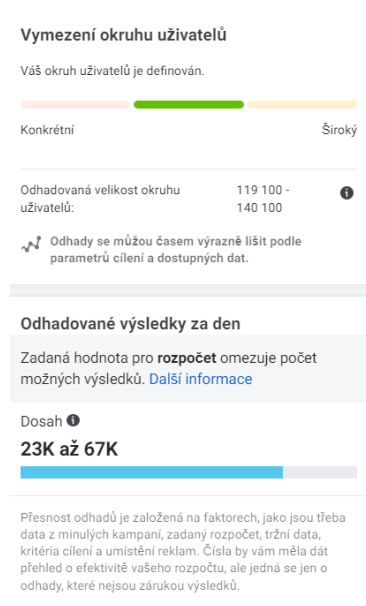 Vymezení okruhu uživatelů
Váš okruh uživatelů je definován.
Konkrétní Široký
Odhadovaná velikost okruhu
uživatelů:
119 100 -
140 100
Odhady se můžou časem výrazně lišit podle
parametrů cílení a dostupných dat.
Odhadované výsledky za den
Zadaná hodnota pro rozpočet omezuje počet
možných výsledků. Další informace
Dosah
23K až 67K
Přesnost odhadů je založená na faktorech, jako jsou třeba
data z minulých kampaní, zadaný rozpočet, tržní data,
kritéria cílení a umístění reklam. Čísla by vám měla dát
přehled o efektivitě vašeho rozpočtu, ale jedná se jen o
odhady, které nejsou zárukou výsledků.